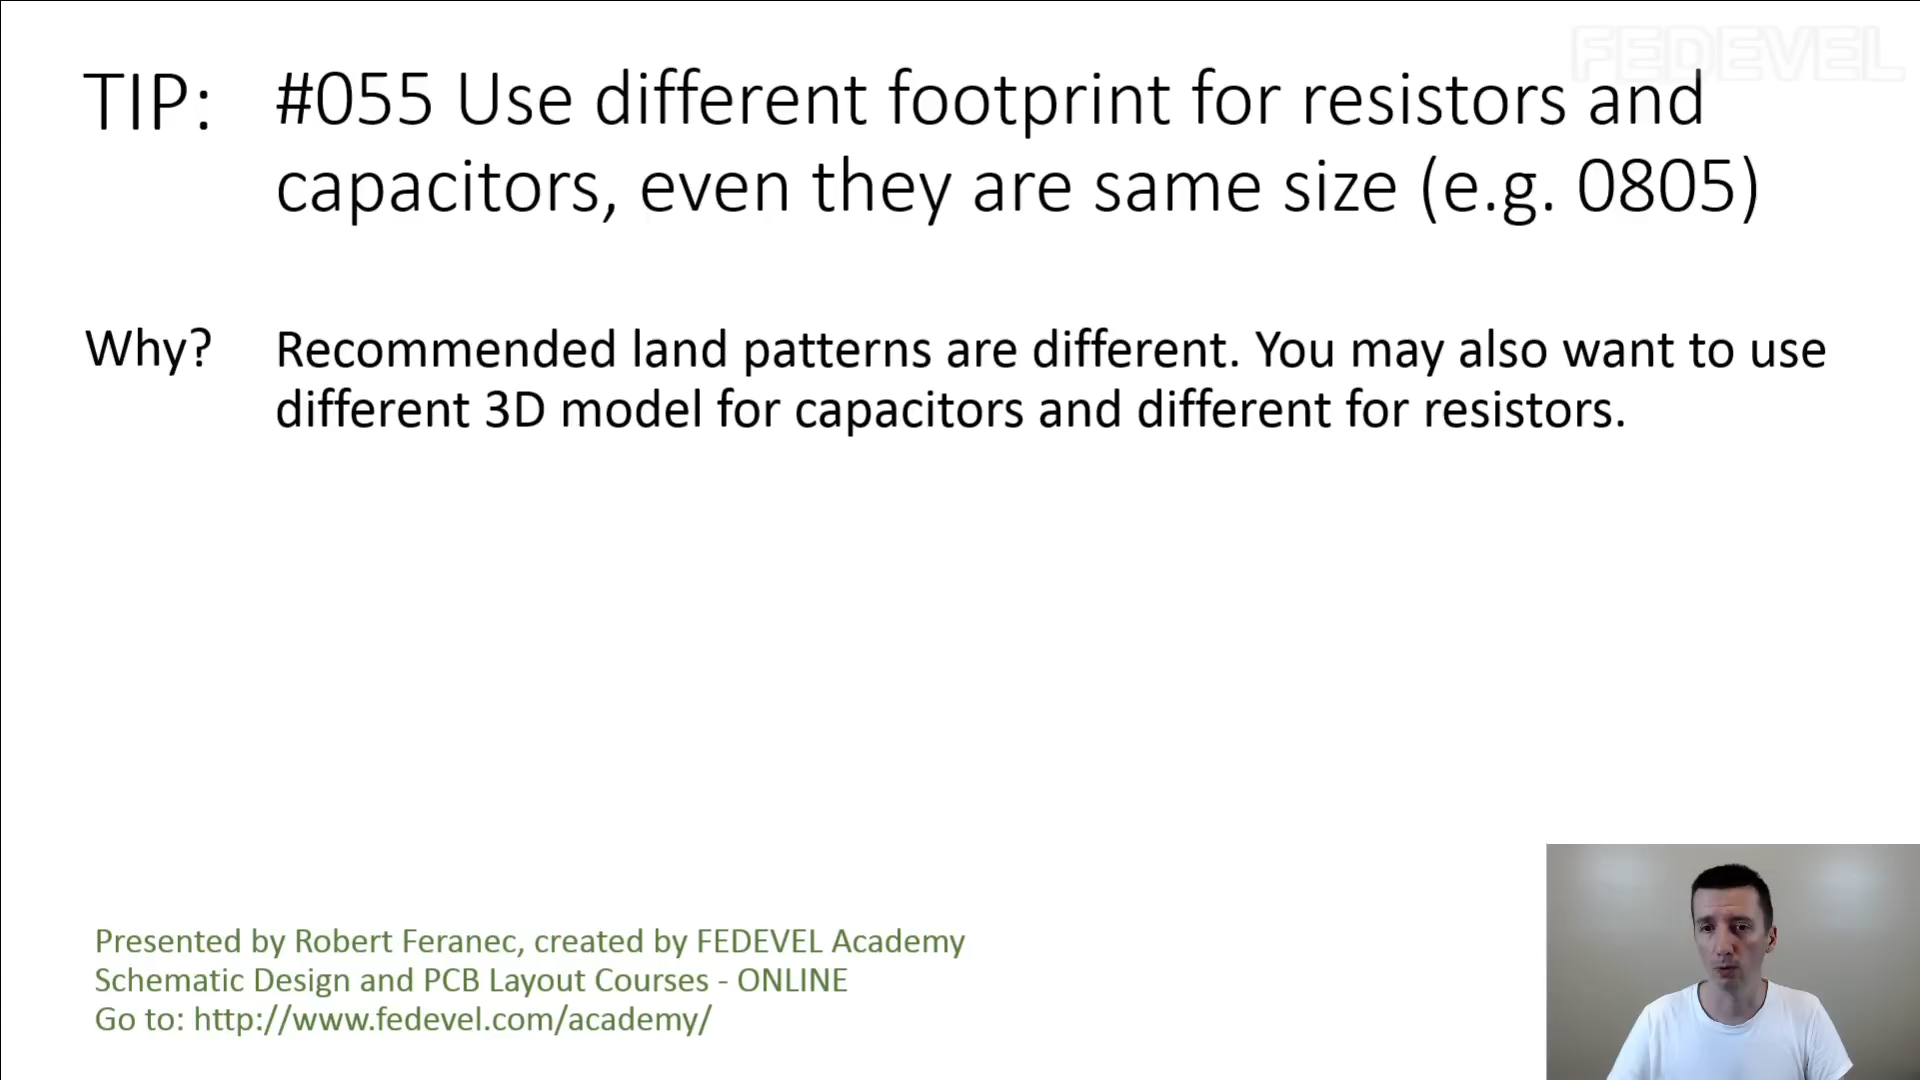 FEDEVEL
TIP: #055 Use different footprint for resistors and
capacitors, even they are same size (e.g. 0805)
Why? Recommended land patterns are different. You may also want to use
different 3D model for capacitors and different for resistors.
Presented by Robert Feranec, created by FEDEVEL Academy
Schematic Design and PCB Layout Courses - ONLINE
Go to: http://www.fedevel.com/academy/